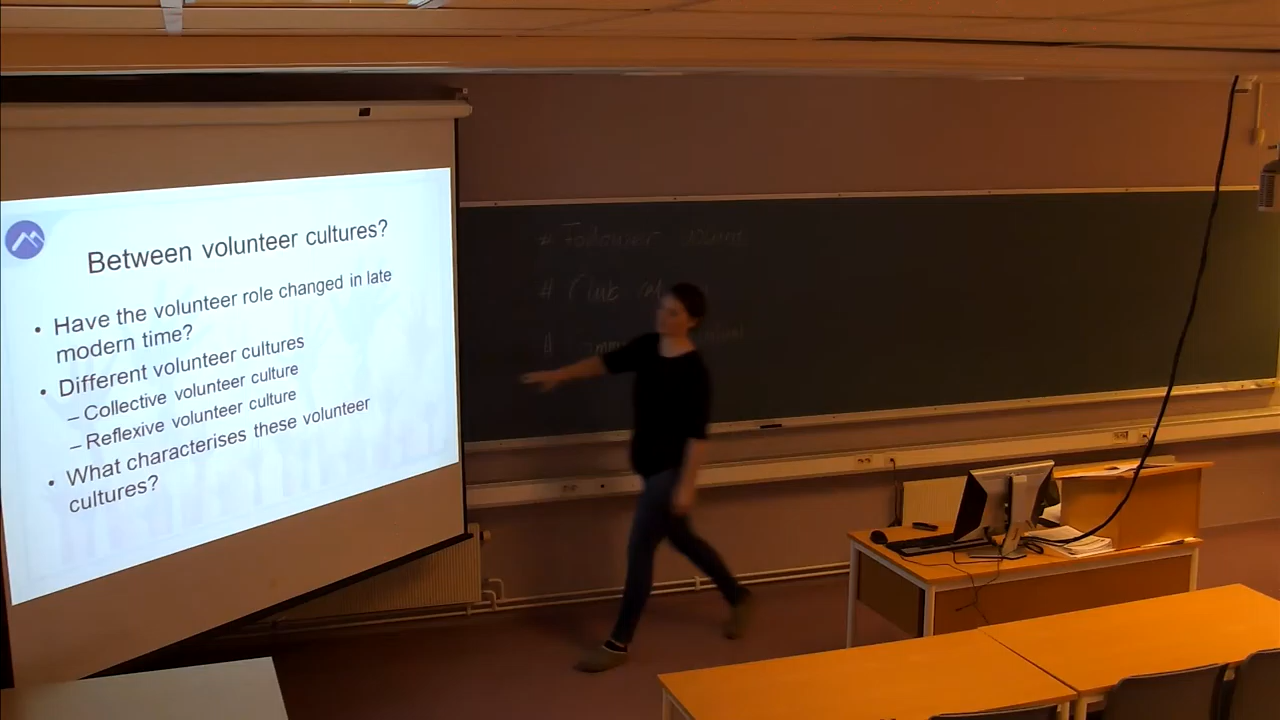 Between volunteer cultures?
• Have the volunteer role changed in late
modern time?
• Different volunteer cultures
– Collective volunteer culture
– Reflexive volunteer culture
• What characterises these volunteer
cultures?
#
# Club
#